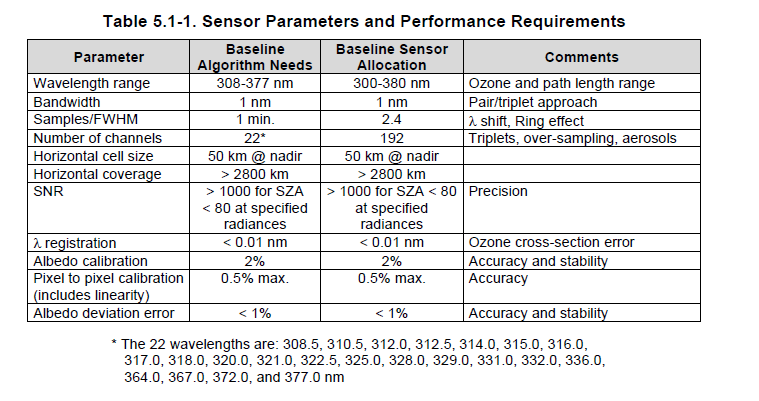 Table 5.1-1. Sensor Parameters and Performance Requirements
Parameter Baseline Algorithm Needs Baseline Sensor Allocation Comments
Wavelength range 308-377 nm 300-380 nm Ozone and path length range
Bandwidth 1 nm 1 nm Pair/triplet approach
Samples/FWHM 1 min. 2.4 λ shift, Ring effect
Number of channels 22* 192 Triplets, over-sampling, aerosols
Horizontal cell size 50 km @ nadir 50 km @ nadir
Horizontal coverage > 2800 km > 2800 km
SNR > 1000 for SZA < 80 at specified radiances > 1000 for SZA < 80 at specified radiances Precision
λ registration < 0.01 nm < 0.01 nm Ozone cross-section error
Albedo calibration 2% 2% Accuracy and stability
Pixel to pixel calibration (includes linearity) 0.5% max. 0.5% max. Accuracy
Albedo deviation error < 1% < 1% Accuracy and stability
* The 22 wavelengths are: 308.5, 310.5, 312.0, 312.5, 314.0, 315.0, 316.0,
317.0, 318.0, 320.0, 321.0, 322.5, 325.0, 328.0, 329.0, 331.0, 332.0, 336.0,
364.0, 367.0, 372.0, and 377.0 nm